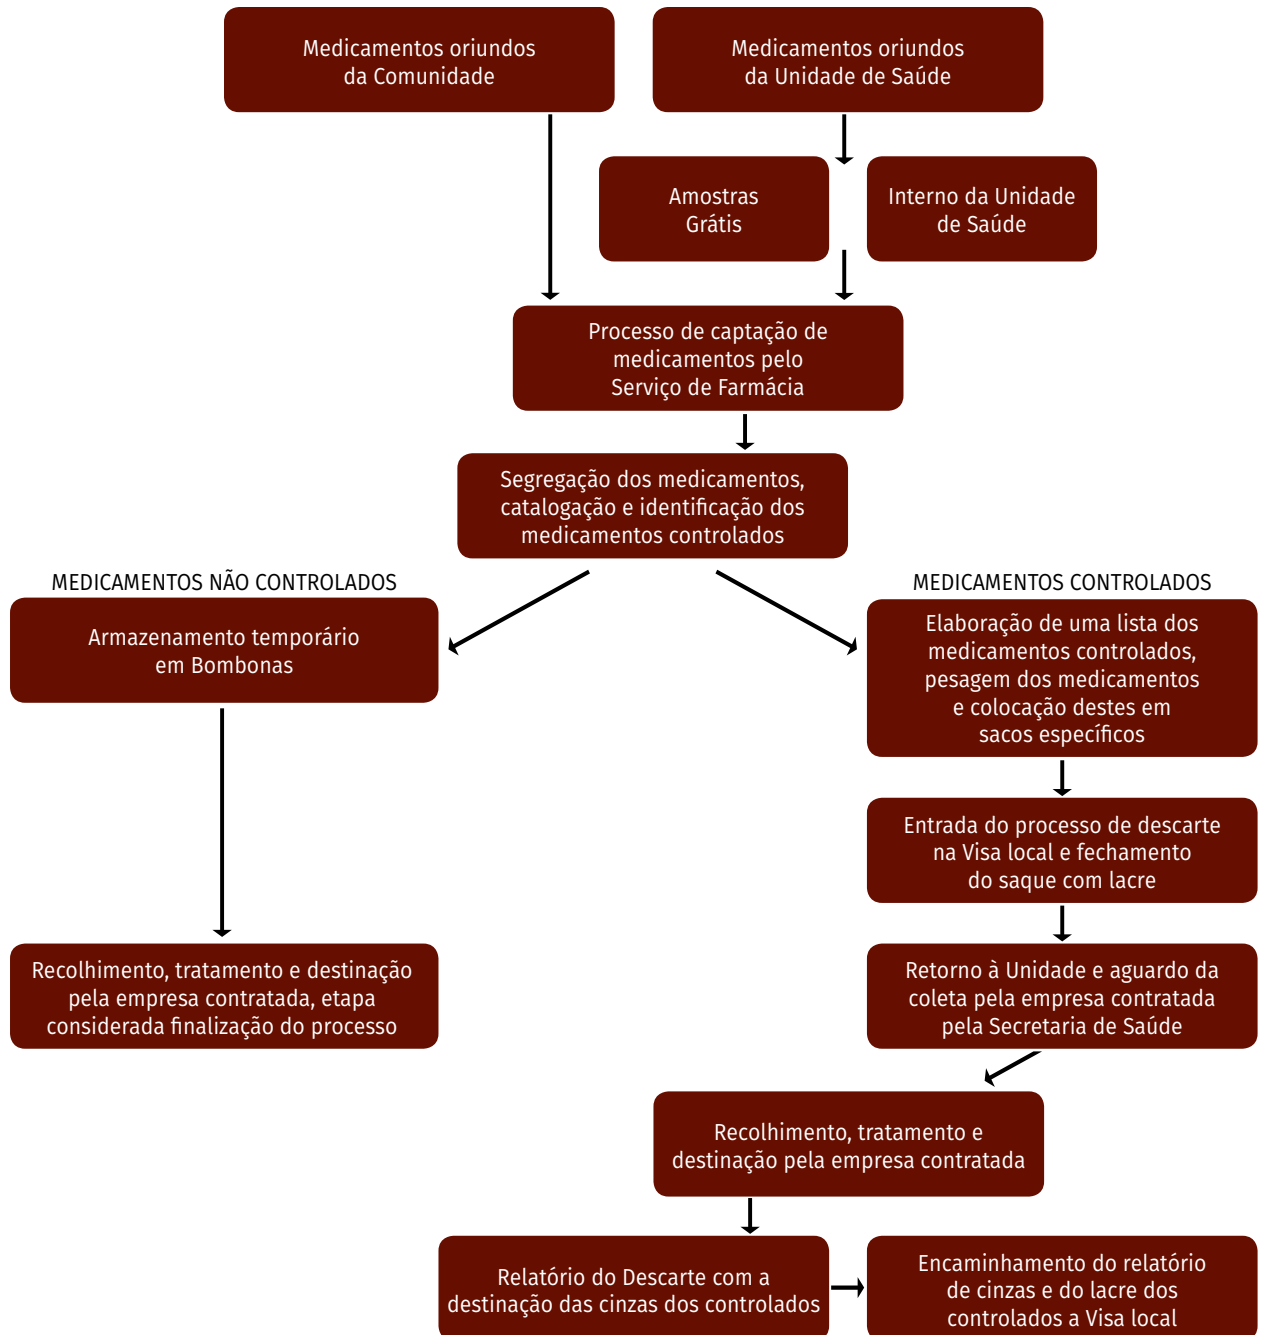 Medicamentos oriundos
da Comunidade
Medicamentos oriundos
da Unidade de Saúde
Amostras
Grátis
Interno da Unidade
de Saúde
Processo de captação de
medicamentos pelo
Serviço de Farmácia
Segregação dos medicamentos,
catalogação e identificação dos
medicamentos controlados
MEDICAMENTOS NÃO CONTROLADOS
Armazenamento temporário
em Bombonas
Recolhimento, tratamento e destinação
pela empresa contratada, etapa
considerada finalização do processo
MEDICAMENTOS CONTROLADOS
Elaboração de uma lista dos
medicamentos controlados,
pesagem dos medicamentos
e colocação destes em
sacos específicos
Entrada do processo de descarte
na Visa local e fechamento
do saque com lacre
Retorno à Unidade e aguardo da
coleta pela empresa contratada
pela Secretaria de Saúde
Recolhimento, tratamento e
destinação pela empresa contratada
Relatório do Descarte com a
destinação das cinzas dos controlados
Encaminhamento do relatório
de cinzas e do lacre dos
controlados a Visa local